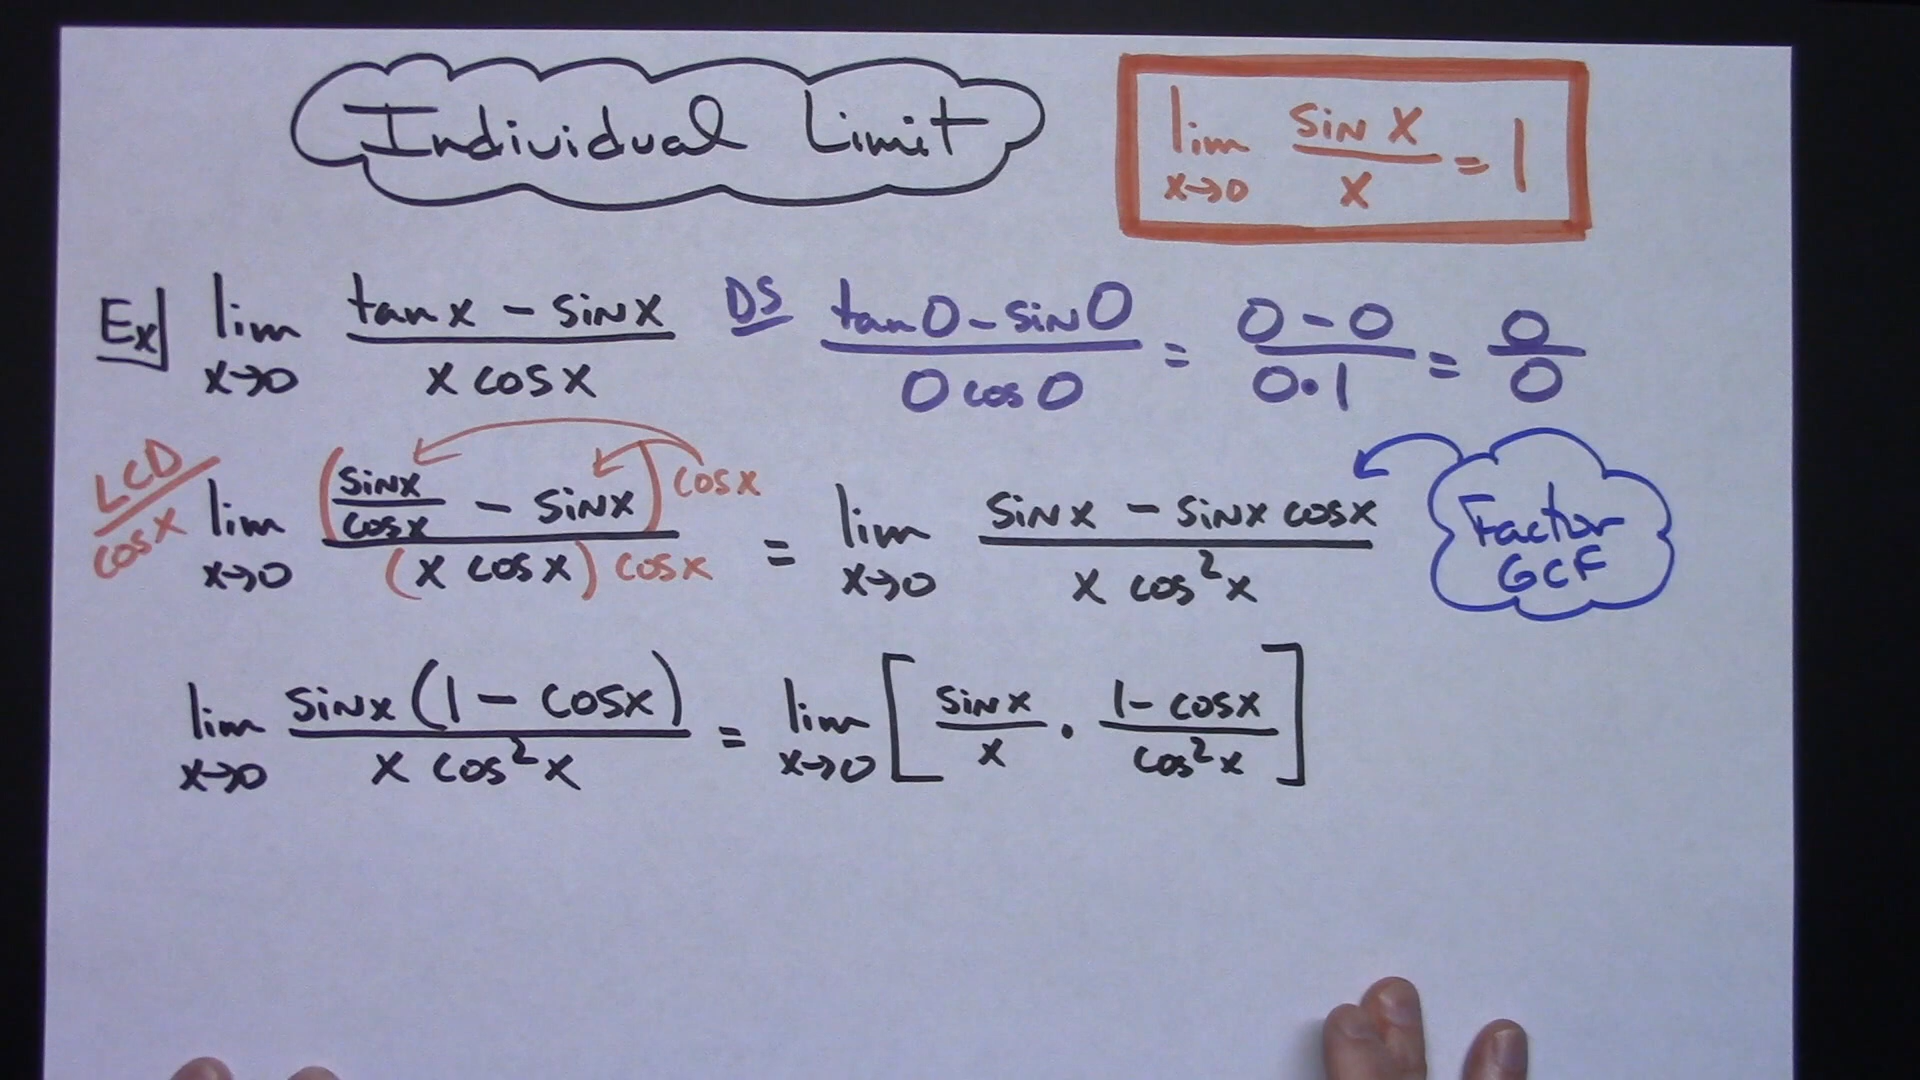 Individual Limit
lim x→0 sin x / x = 1
Ex lim x→0 (tan x − sin x) / (x cos x) DS (tan 0 − sin 0) / (0 cos 0) = (0 − 0) / (0·1) = 0/0
LCD cos x lim x→0 (sin x / cos x − sin x) cos x / (x cos x) cos x = lim x→0 (sin x − sin x cos x) / (x cos² x) Factor GCF
lim x→0 sin x (1 − cos x) / (x cos² x) = lim x→0 [ sin x / x · (1 − cos x) / (cos² x) ]